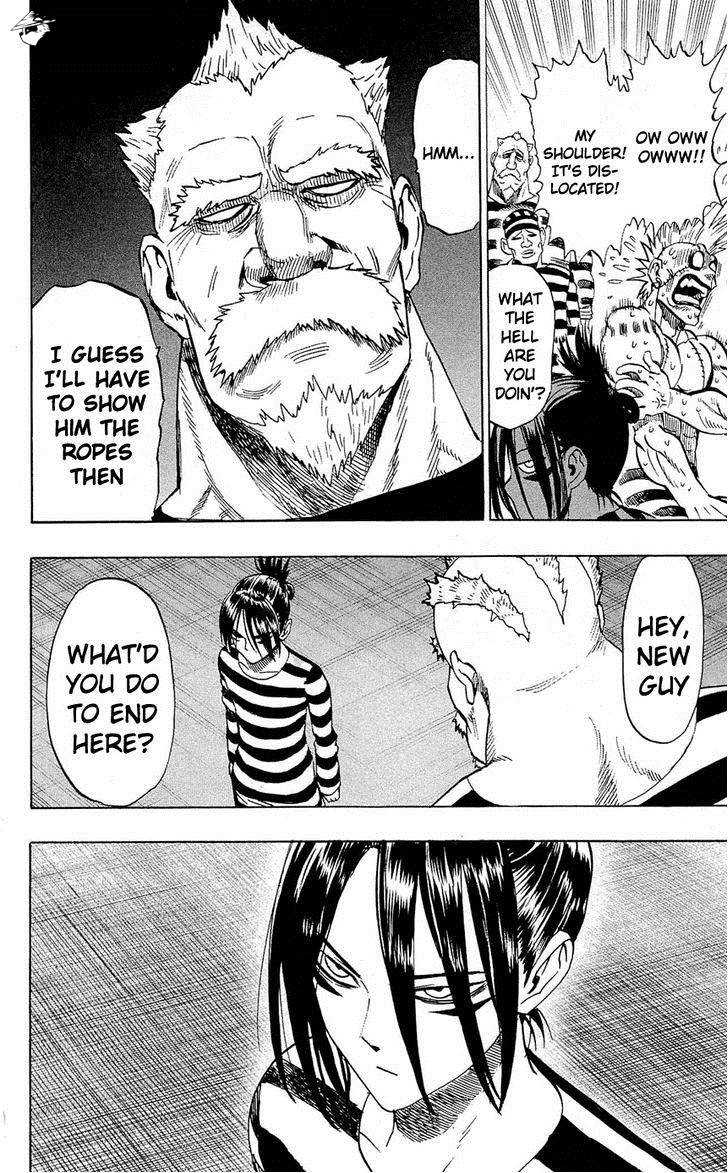 OW OWW
OWWW!!
MY
SHOULDER!
IT'S DIS-
LOCATED!
WHAT
THE
HELL
ARE
YOU
DOIN'?
HMM...
I GUESS
I'LL HAVE
TO SHOW
HIM THE
ROPES
THEN
HEY,
NEW
GUY
WHAT'D
YOU DO
TO END
HERE?